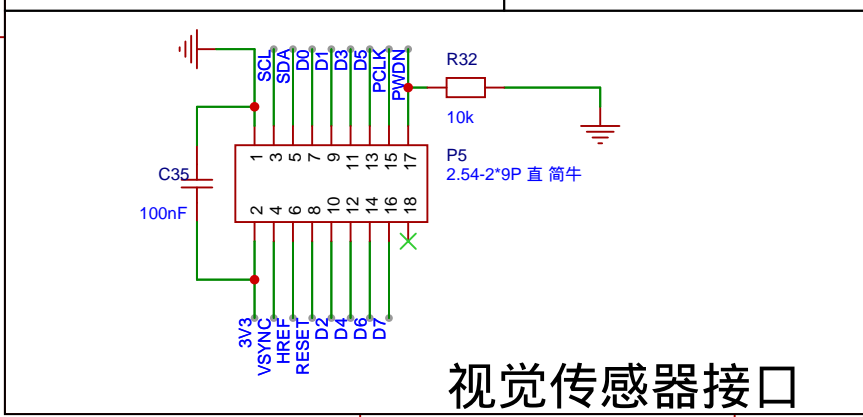 SCL
SDA
D0
D1
D3
D5
PCLK
PWDN
R32
10k
1
3
5
7
9
11
13
15
17
P5
2.54-2*9P 直 简牛
C35
100nF
2
4
6
8
10
12
14
16
18
3V3
VSYNC
HREF
RESET
D2
D4
D6
D7
视觉传感器接口